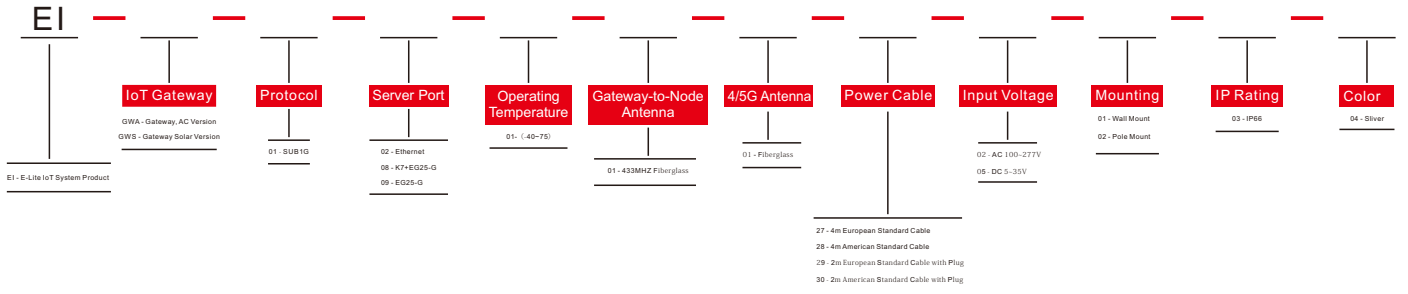 EI
IoT Gateway
GWA - Gateway, AC Version
GWS - Gateway Solar Version
Protocol
01 - SUB1G
Server Port
02 - Ethernet
08 - K7+EG25-G
09 - EG25-G
Operating
Temperature
01-（-40~75）
Gateway-to-Node
Antenna
01 - 433MHZ Fiberglass
4/5G Antenna
01 - Fiberglass
Power Cable
27 - 4m European Standard Cable
28 - 4m American Standard Cable
29 - 2m European Standard Cable with Plug
30 - 2m American Standard Cable with Plug
Input Voltage
02 - AC 100~277V
05 - DC 5~35V
Mounting
01 - Wall Mount
02 - Pole Mount
IP Rating
03 - IP66
Color
04 - Sliver
EI - E-Lite IoT System Product